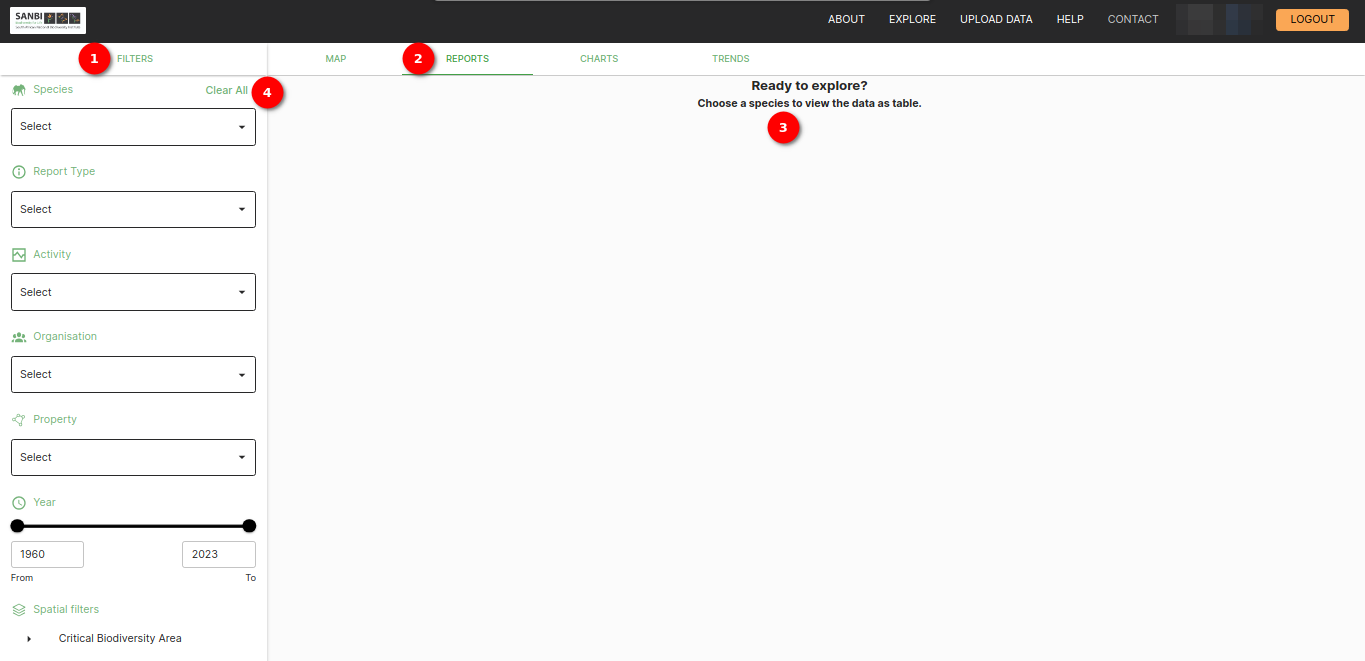 SANBI
ABOUT EXPLORE UPLOAD DATA HELP CONTACT LOGOUT
1 FILTERS
MAP 2 REPORTS CHARTS TRENDS
Species Clear All 4
Select
Report Type
Select
Activity
Select
Organisation
Select
Property
Select
Year
1960 2023
From To
Spatial filters
Critical Biodiversity Area
Ready to explore?
Choose a species to view the data as table.
3